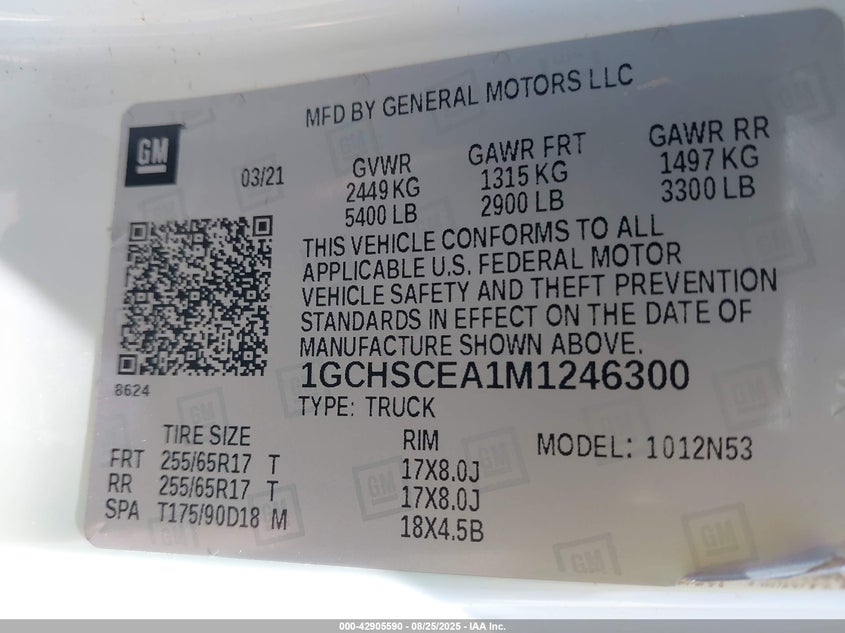 MFD BY GENERAL MOTORS LLC
GM
03/21
GVWR
2449 KG
5400 LB
GAWR FRT
1315 KG
2900 LB
GAWR RR
1497 KG
3300 LB
THIS VEHICLE CONFORMS TO ALL
APPLICABLE U.S. FEDERAL MOTOR
VEHICLE SAFETY AND THEFT PREVENTION
STANDARDS IN EFFECT ON THE DATE OF
MANUFACTURE SHOWN ABOVE.
8624
1GCHSCEA1M1246300
TYPE: TRUCK
TIRE SIZE
RIM
MODEL: 1012N53
FRT 255/65R17 T 17X8.0J
RR 255/65R17 T 17X8.0J
SPA T175/90D18 M 18X4.5B
000-42905590 - 08/25/2025 - IAA Inc.